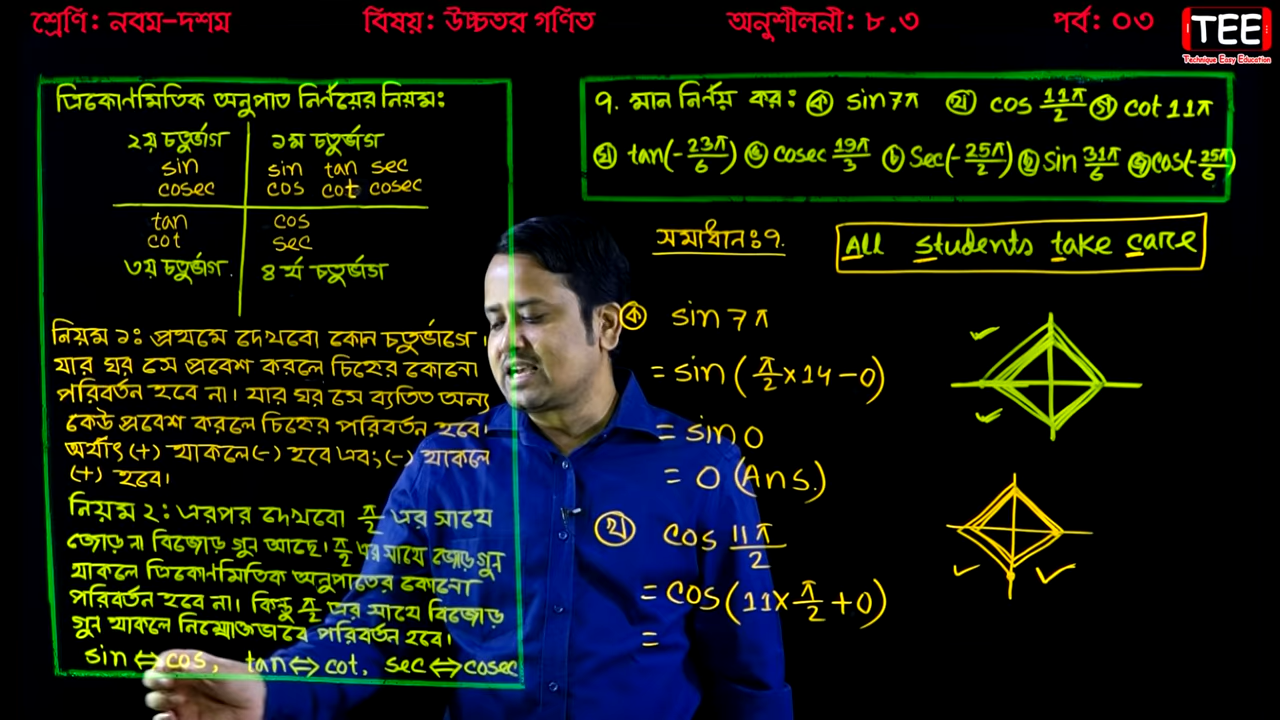 শ্রেণি: নবম-দশম বিষয়: উচ্চতর গণিত অনুশীলনী: ৮.৩ পর্ব: ০৩
TEE
Technique Easy Education
ত্রিকোণমিতিক অনুপাত নির্ণয়ের নিয়ম:
২য় চতুর্ভাগ ১ম চতুর্ভাগ
sin sin tan sec
cosec cos cot cosec
tan cos
cot sec
৩য় চতুর্ভাগ. ৪র্থ চতুর্ভাগ
নিয়ম ১: প্রথমে দেখবো কোন চতুর্ভাগে।
যার ঘর সে প্রবেশ করলে চিহ্নের কোনো
পরিবর্তন হবে না। যার ঘর সে ব্যতিত অন্য
কেউ প্রবেশ করলে চিহ্নের পরিবর্তন হবে।
অর্থাৎ (+) থাকলে (-) হবে এবং (-) থাকলে
(+) হবে।
নিয়ম ২: এরপর দেখবো π/2 এর সাথে
জোড় না বিজোড় গুন আছে। π/2 এর সাথে জোড় গুন
থাকলে ত্রিকোণমিতিক অনুপাতের কোনো
পরিবর্তন হবে না। কিন্তু π/2 এর সাথে বিজোড়
গুন থাকলে নিম্নোক্তভাবে পরিবর্তন হবে।
sin⇔cos, tan⇔cot, sec⇔cosec
৭. মান নির্ণয় কর: ক sin 7π খ cos 11π/2 গ cot 11π
ঘ tan(-23π/6) ঙ cosec 19π/3 চ sec(-25π/2) ছ sin 31π/6 জ cos(-25π/6)
সমাধান: ৭.
All students take care
ক sin 7π
= sin (π/2×14-0)
= sin 0
= 0 (Ans.)
খ cos 11π/2
= cos (11×π/2+0)
=